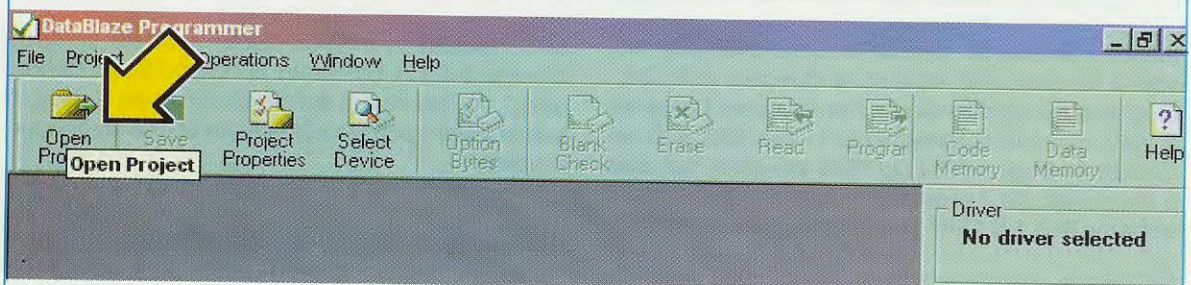 DataBlaze Programmer
File Operations Window Help
Open Save Project Select Option Blank Erase Read Code Data Help
Properties Device Bytes Check Memory Memory
Open Project
Driver
No driver selected